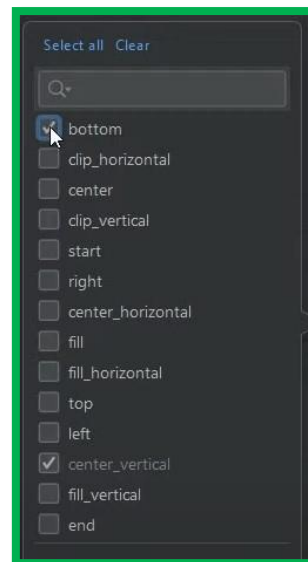 Select all Clear
bottom
clip_horizontal
center
clip_vertical
start
right
center_horizontal
fill
fill_horizontal
top
left
center_vertical
fill_vertical
end